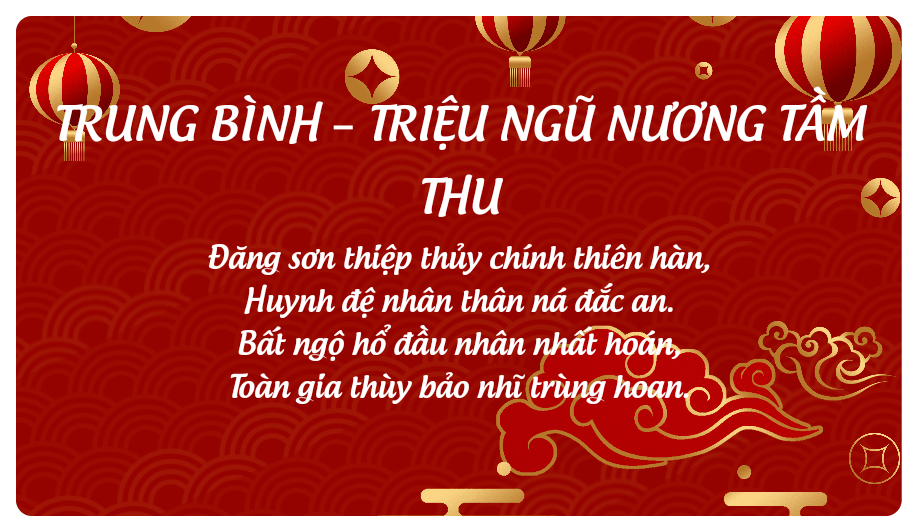 TRUNG BÌNH – TRIỆU NGŨ NƯƠNG TẦM
THU
Đăng sơn thiệp thủy chính thiên hàn,
Huynh đệ nhân thân ná đắc an.
Bất ngộ hổ đầu nhân nhất hoán,
Toàn gia thùy bảo nhĩ trùng hoan.